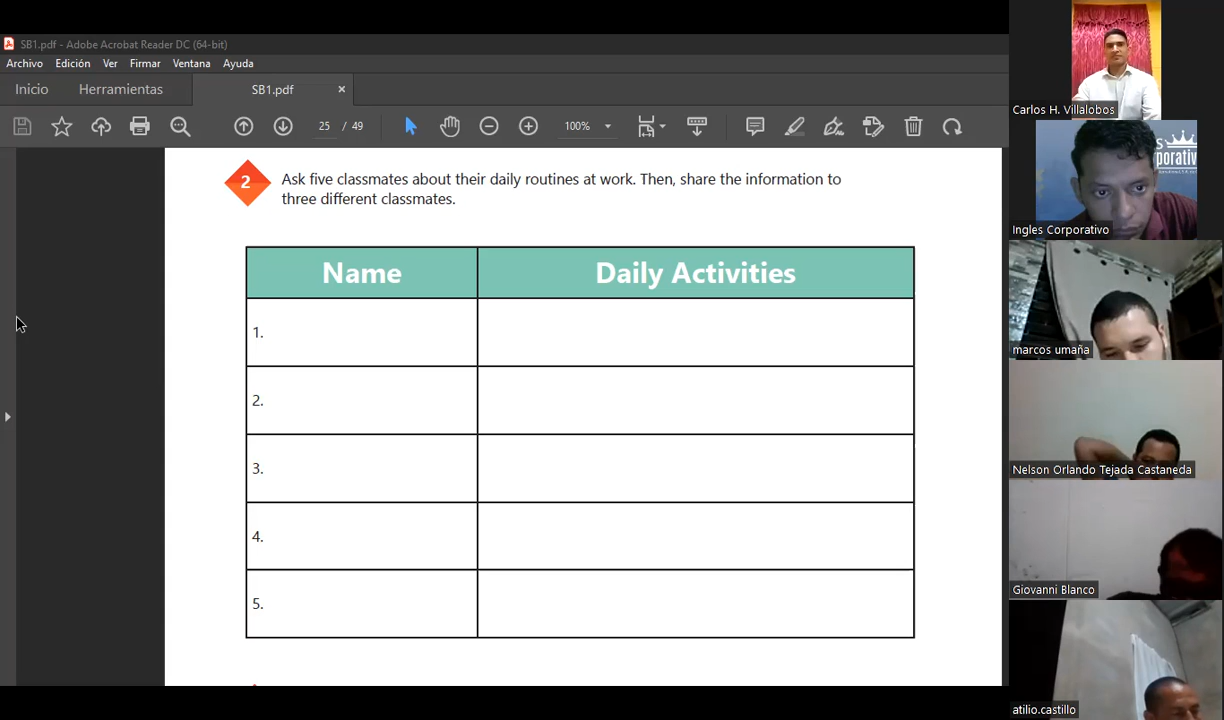 SB1.pdf - Adobe Acrobat Reader DC (64-bit)
Archivo Edición Ver Firmar Ventana Ayuda
Inicio Herramientas SB1.pdf ×
25 / 49 100%
2 Ask five classmates about their daily routines at work. Then, share the information to
three different classmates.
Name Daily Activities
1.
2.
3.
4.
5.
Carlos H. Villalobos
Ingles Corporativo
marcos umaña
Nelson Orlando Tejada Castaneda
Giovanni Blanco
atilio.castillo